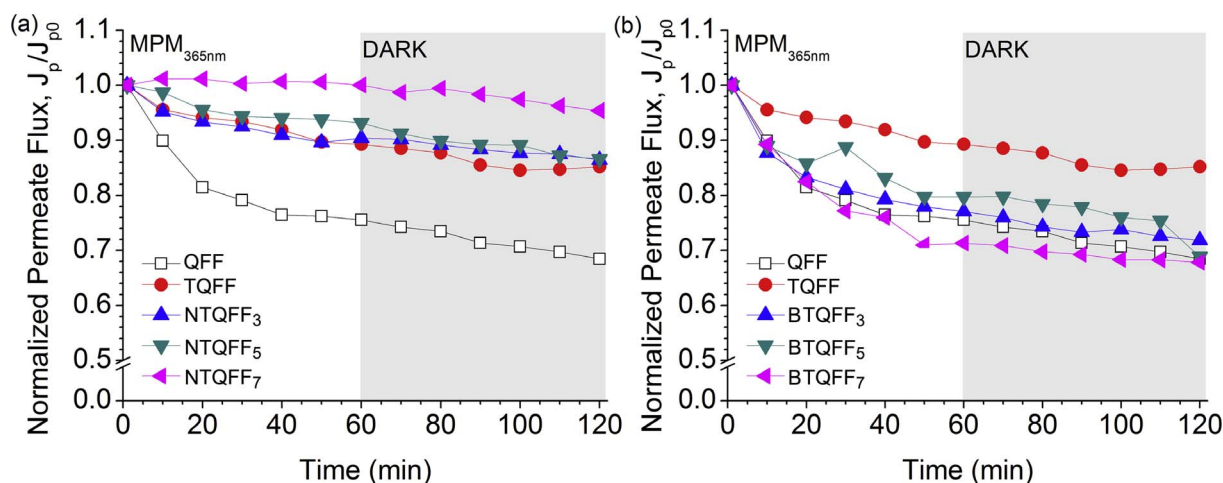 (a)
Normalized Permeate Flux, Jp/Jp0
1.1
1.0
0.9
0.8
0.7
0.6
0.5
0.0
MPM365nm
DARK
QFF
TQFF
NTQFF3
NTQFF5
NTQFF7
0 20 40 60 80 100 120
Time (min)
(b)
Normalized Permeate Flux, Jp/Jp0
1.1
1.0
0.9
0.8
0.7
0.6
0.5
0.0
MPM365nm
DARK
QFF
TQFF
BTQFF3
BTQFF5
BTQFF7
0 20 40 60 80 100 120
Time (min)